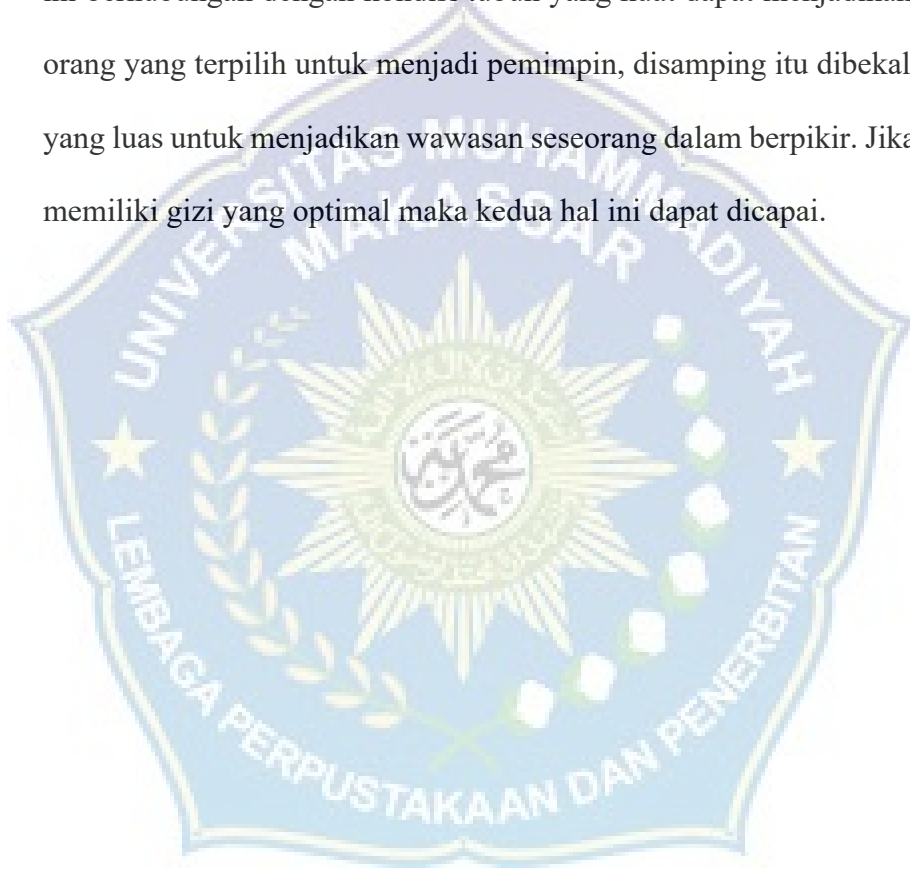 orang yang terpilih untuk menjadi pemimpin, disamping itu dibekal
yang luas untuk menjadikan wawasan seseorang dalam berpikir. Jika
memiliki gizi yang optimal maka kedua hal ini dapat dicapai.
UNIVERSITAS MUHAMMADIYAH
MAKASSAR
محمدية
LEMBAGA PERPUSTAKAAN DAN PENERBITAN